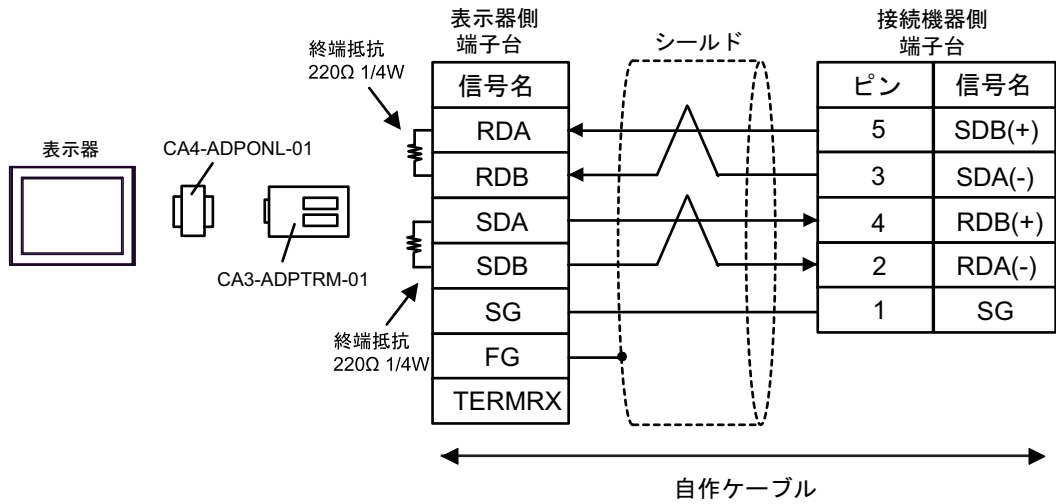 表示器側
端子台
接続機器側
端子台
シールド
終端抵抗
220Ω 1/4W
信号名
ピン 信号名
RDA 5 SDB(+)
RDB 3 SDA(-)
SDA 4 RDB(+)
SDB 2 RDA(-)
SG 1 SG
FG
TERMRX
表示器
CA4-ADPONL-01
CA3-ADPTRM-01
終端抵抗
220Ω 1/4W
自作ケーブル